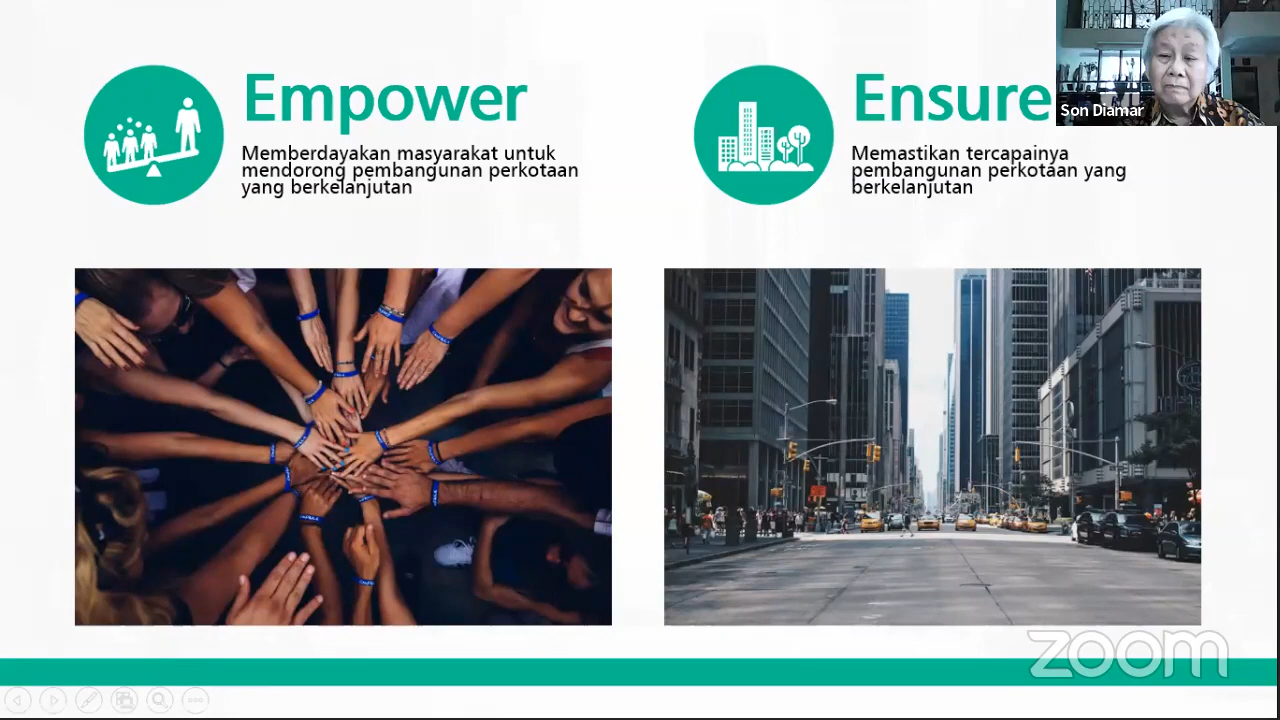 Empower
Memberdayakan masyarakat untuk
mendorong pembangunan perkotaan
yang berkelanjutan
Ensure
Memastikan tercapainya
pembangunan perkotaan yang
berkelanjutan
Son Diamar
zoom